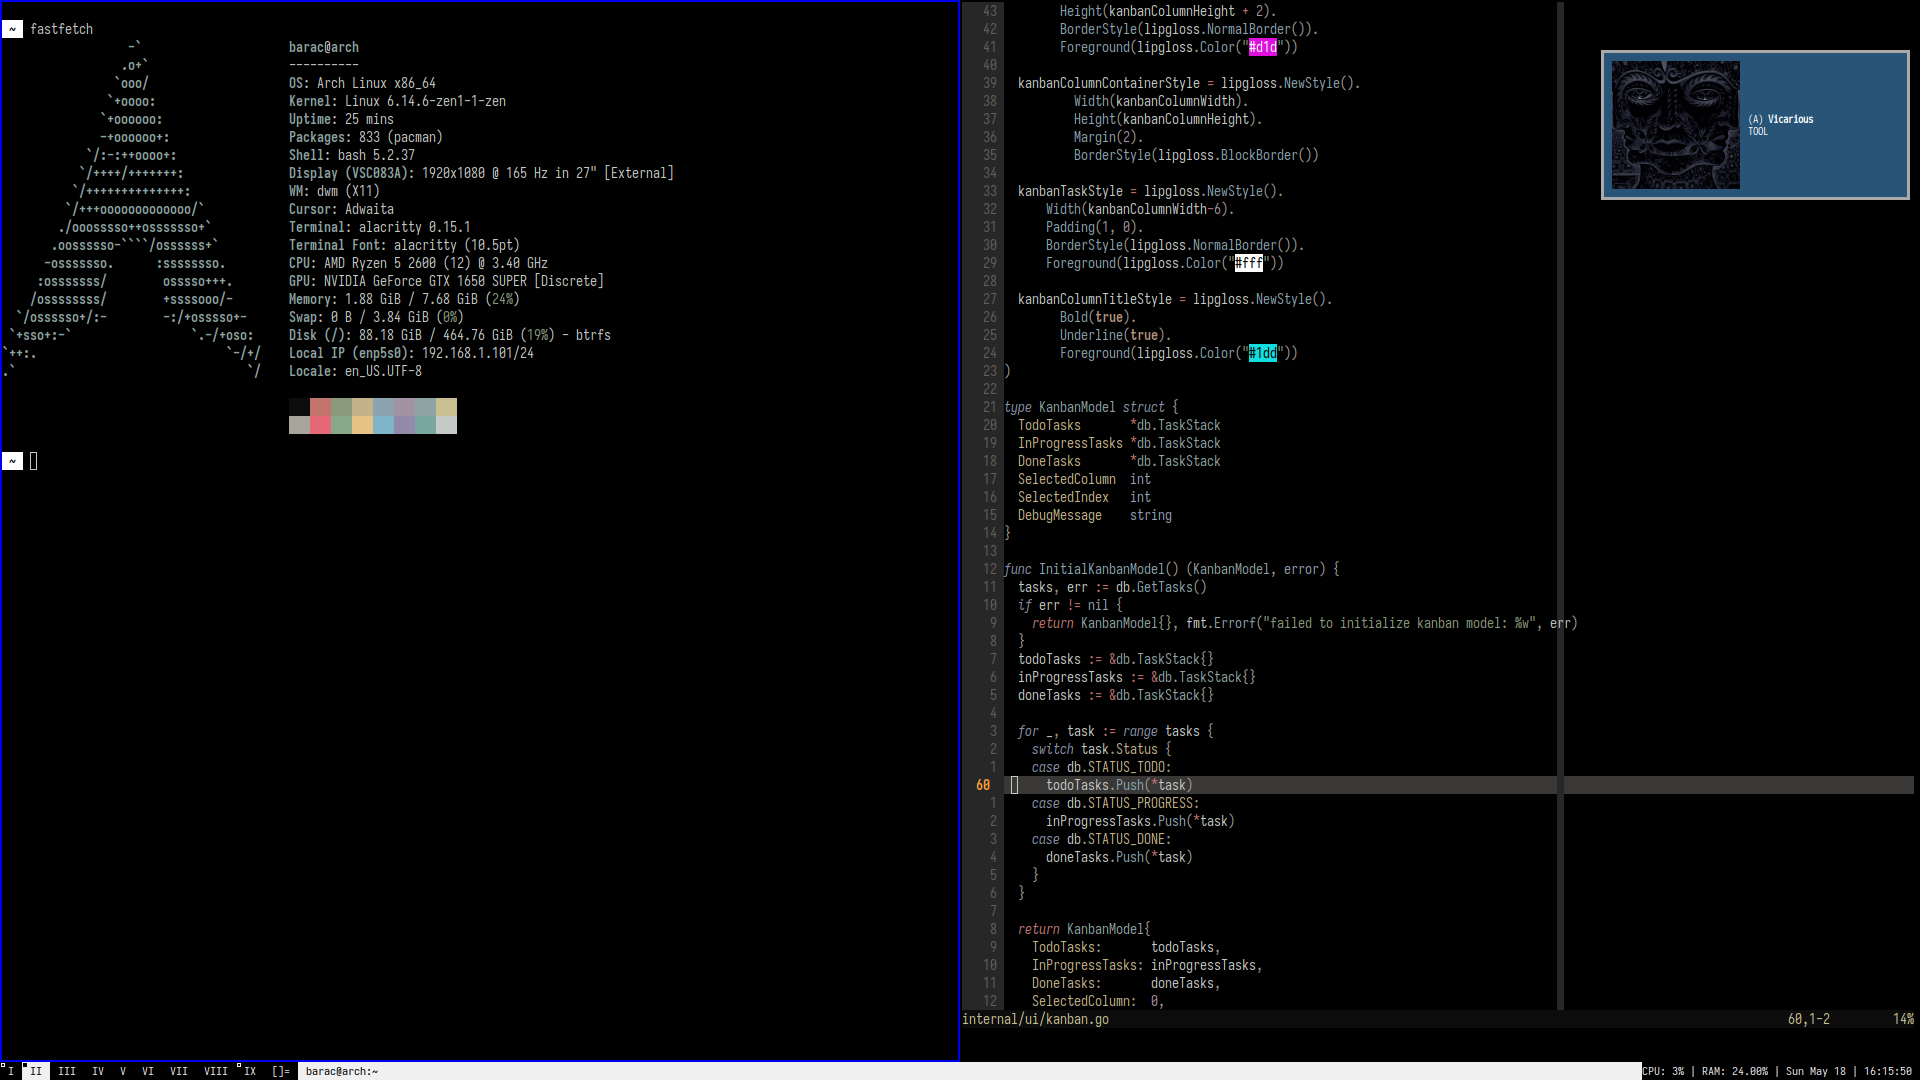 ~ fastfetch
-`
.o+`
`ooo/
`+oooo:
`+oooooo:
-+oooooo+:
`/:-:++oooo+:
`/++++/+++++++:
`/++++++++++++++:
`/+++ooooooooooooo/`
./ooosssso++osssssso+`
.oossssso-````/ossssss+`
-osssssso.      :ssssssso.
:osssssss/        osssso+++.
/ossssssss/        +ssssooo/-
`/ossssso+/:-        -:/+osssso+-
`+sso+:-`                 `.-/+oso:
`++:.                           `-/+/
.`                                 `/
barac@arch
----------
OS: Arch Linux x86_64
Kernel: Linux 6.14.6-zen1-1-zen
Uptime: 25 mins
Packages: 833 (pacman)
Shell: bash 5.2.37
Display (VSC083A): 1920x1080 @ 165 Hz in 27" [External]
WM: dwm (X11)
Cursor: Adwaita
Terminal: alacritty 0.15.1
Terminal Font: alacritty (10.5pt)
CPU: AMD Ryzen 5 2600 (12) @ 3.40 GHz
GPU: NVIDIA GeForce GTX 1650 SUPER [Discrete]
Memory: 1.88 GiB / 7.68 GiB (24%)
Swap: 0 B / 3.84 GiB (0%)
Disk (/): 88.18 GiB / 464.76 GiB (19%) - btrfs
Local IP (enp5s0): 192.168.1.101/24
Locale: en_US.UTF-8
~
43         Height(kanbanColumnHeight + 2).
42         BorderStyle(lipgloss.NormalBorder()).
41         Foreground(lipgloss.Color("#d1d"))
40
39   kanbanColumnContainerStyle = lipgloss.NewStyle().
38           Width(kanbanColumnWidth).
37           Height(kanbanColumnHeight).
36           Margin(2).
35           BorderStyle(lipgloss.BlockBorder())
34
33   kanbanTaskStyle = lipgloss.NewStyle().
32       Width(kanbanColumnWidth-6).
31       Padding(1, 0).
30       BorderStyle(lipgloss.NormalBorder()).
29       Foreground(lipgloss.Color("#fff"))
28
27   kanbanColumnTitleStyle = lipgloss.NewStyle().
26         Bold(true).
25         Underline(true).
24         Foreground(lipgloss.Color("#1dd"))
23 )
22
21 type KanbanModel struct {
20   TodoTasks       *db.TaskStack
19   InProgressTasks *db.TaskStack
18   DoneTasks       *db.TaskStack
17   SelectedColumn  int
16   SelectedIndex   int
15   DebugMessage    string
14 }
13
12 func InitialKanbanModel() (KanbanModel, error) {
11   tasks, err := db.GetTasks()
10   if err != nil {
9     return KanbanModel{}, fmt.Errorf("failed to initialize kanban model: %w", err)
8   }
7   todoTasks := &db.TaskStack{}
6   inProgressTasks := &db.TaskStack{}
5   doneTasks := &db.TaskStack{}
4
3   for _, task := range tasks {
2     switch task.Status {
1     case db.STATUS_TODO:
60      todoTasks.Push(*task)
1     case db.STATUS_PROGRESS:
2       inProgressTasks.Push(*task)
3     case db.STATUS_DONE:
4       doneTasks.Push(*task)
5     }
6   }
7
8   return KanbanModel{
9     TodoTasks:       todoTasks,
10    InProgressTasks: inProgressTasks,
11    DoneTasks:       doneTasks,
12    SelectedColumn:  0,
internal/ui/kanban.go 60,1-2 14%
(A) Vicarious
TOOL
I II III IV V VI VII VIII IX []= barac@arch:~ CPU: 3% | RAM: 24.00% | Sun May 18 | 16:15:50